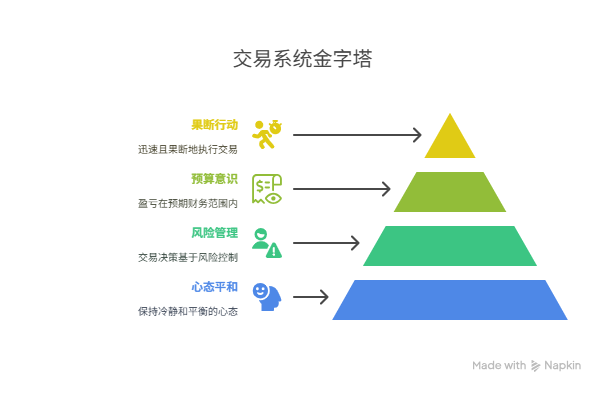 交易系统金字塔
果断行动
迅速且果断地执行交易
预算意识
盈亏在预期财务范围内
风险管理
交易决策基于风险控制
心态平和
保持冷静和平衡的心态
Made with Napkin